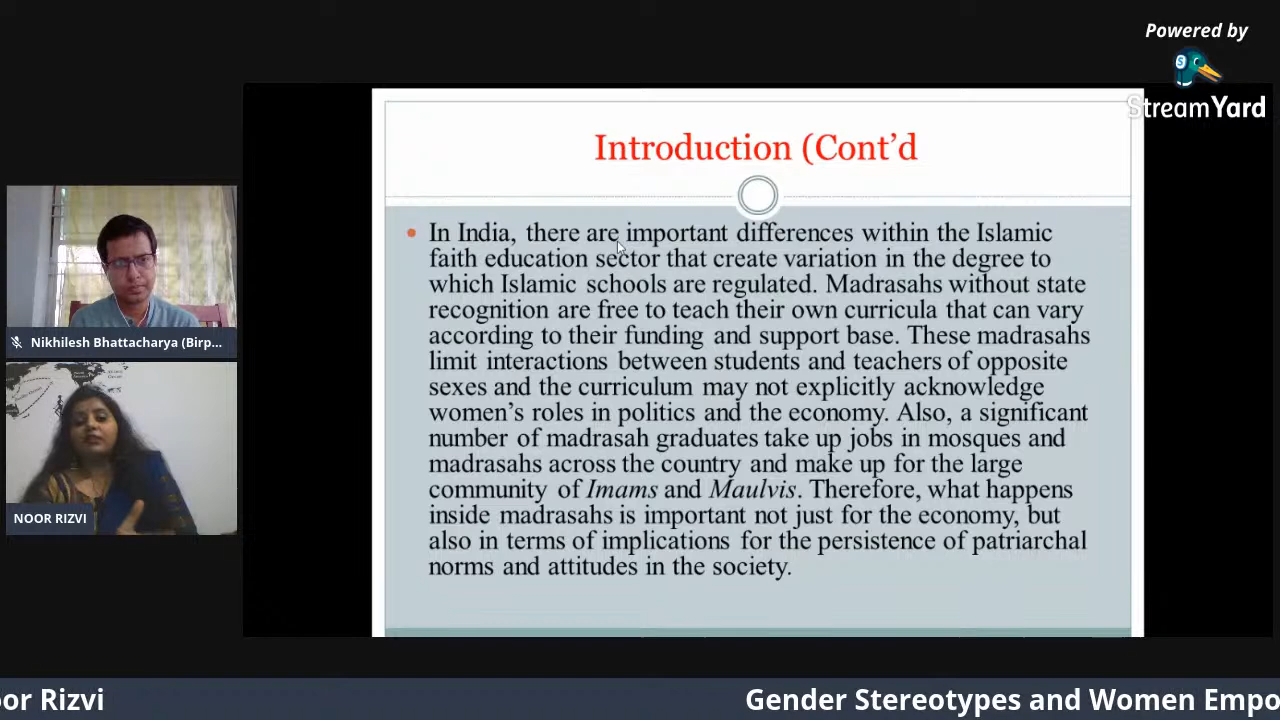 Powered by
StreamYard
Introduction (Cont’d
In India, there are important differences within the Islamic
faith education sector that create variation in the degree to
which Islamic schools are regulated. Madrasahs without state
recognition are free to teach their own curricula that can vary
according to their funding and support base. These madrasahs
limit interactions between students and teachers of opposite
sexes and the curriculum may not explicitly acknowledge
women’s roles in politics and the economy. Also, a significant
number of madrasah graduates take up jobs in mosques and
madrasahs across the country and make up for the large
community of Imams and Maulvis. Therefore, what happens
inside madrasahs is important not just for the economy, but
also in terms of implications for the persistence of patriarchal
norms and attitudes in the society.
Nikhilesh Bhattacharya (Birp...
NOOR RIZVI
oor Rizvi
Gender Stereotypes and Women Empo